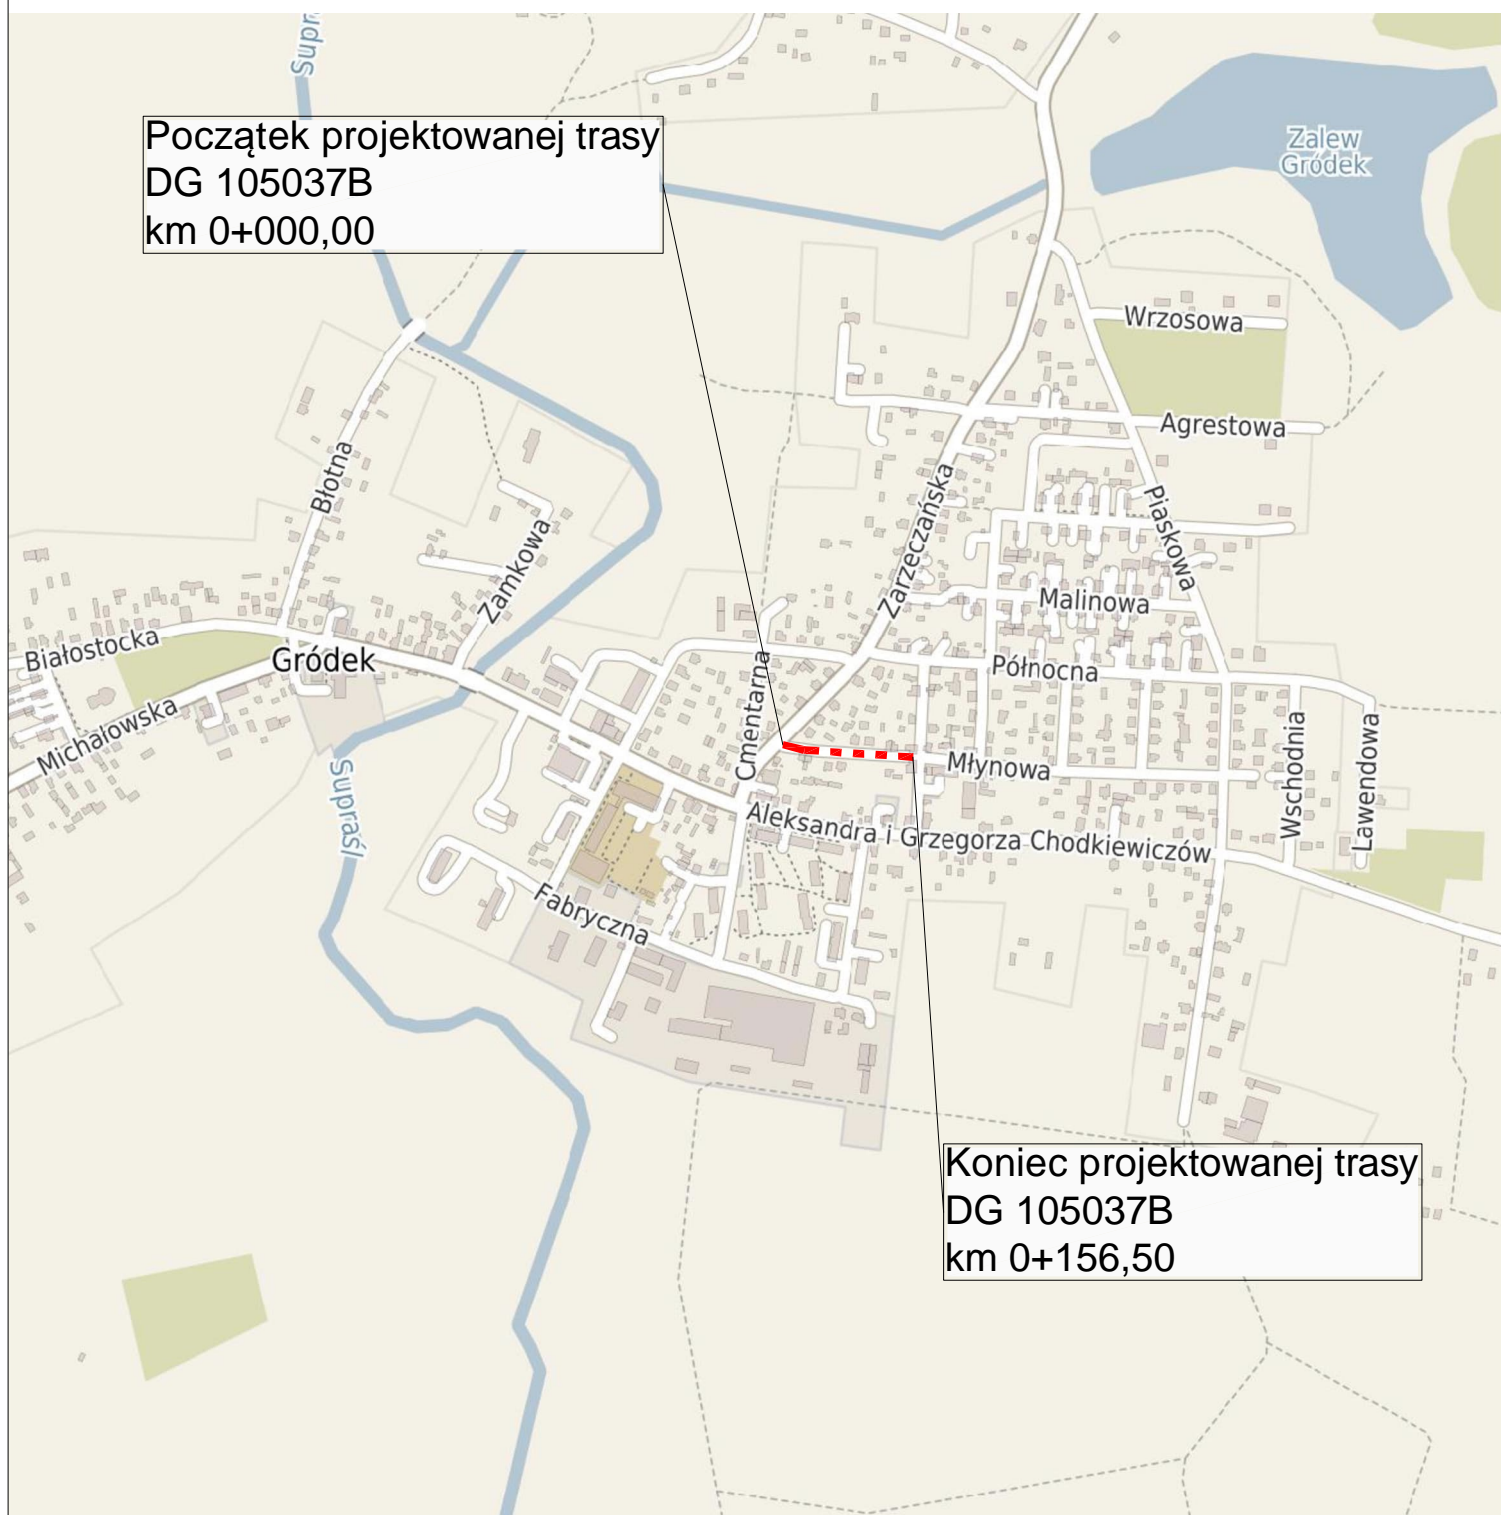 Supr
Początek projektowanej trasy
DG 105037B
km 0+000,00
Zalew
Gródek
Wrzosowa
Agrestowa
Błotna
Zarzeczańska
Piaskowa
Zamkowa
Malinowa
Białostocka
Gródek
Północna
Cmentarna
Michałowska
Wschodnia
Lawendowa
Młynowa
Supraśl
Aleksandra i Grzegorza Chodkiewiczów
Fabryczna
Koniec projektowanej trasy
DG 105037B
km 0+156,50